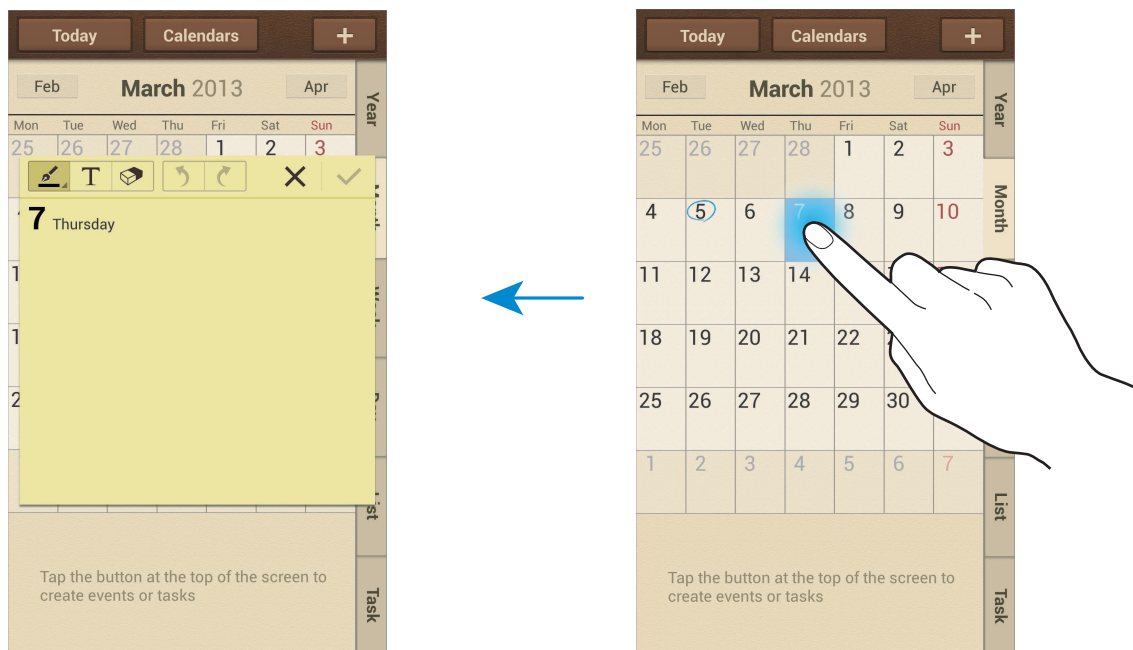 Today Calendars +
Feb March 2013 Apr
Mon Tue Wed Thu Fri Sat Sun
25 26 27 28 1 2 3
T
7 Thursday
Year
List
Task
Tap the button at the top of the screen to
create events or tasks
Today Calendars +
Feb March 2013 Apr
Mon Tue Wed Thu Fri Sat Sun
25 26 27 28 1 2 3
4 5 6 7 8 9 10
11 12 13 14
18 19 20 21 22
25 26 27 28 29 30
1 2 3 4 5 6 7
Year
Month
List
Task
Tap the button at the top of the screen to
create events or tasks